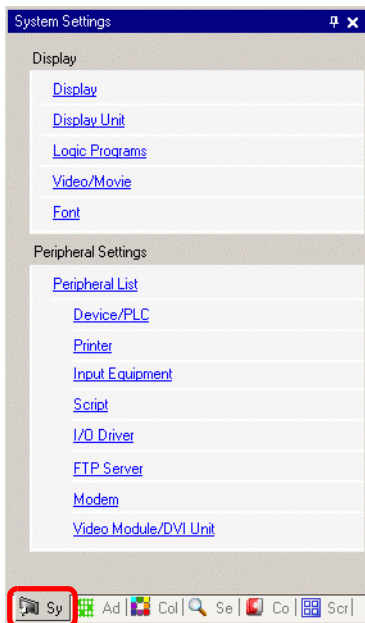 System Settings
Display
Display
Display Unit
Logic Programs
Video/Movie
Font
Peripheral Settings
Peripheral List
Device/PLC
Printer
Input Equipment
Script
I/O Driver
FTP Server
Modem
Video Module/DVI Unit
Sy Ad Col Se Co Scr